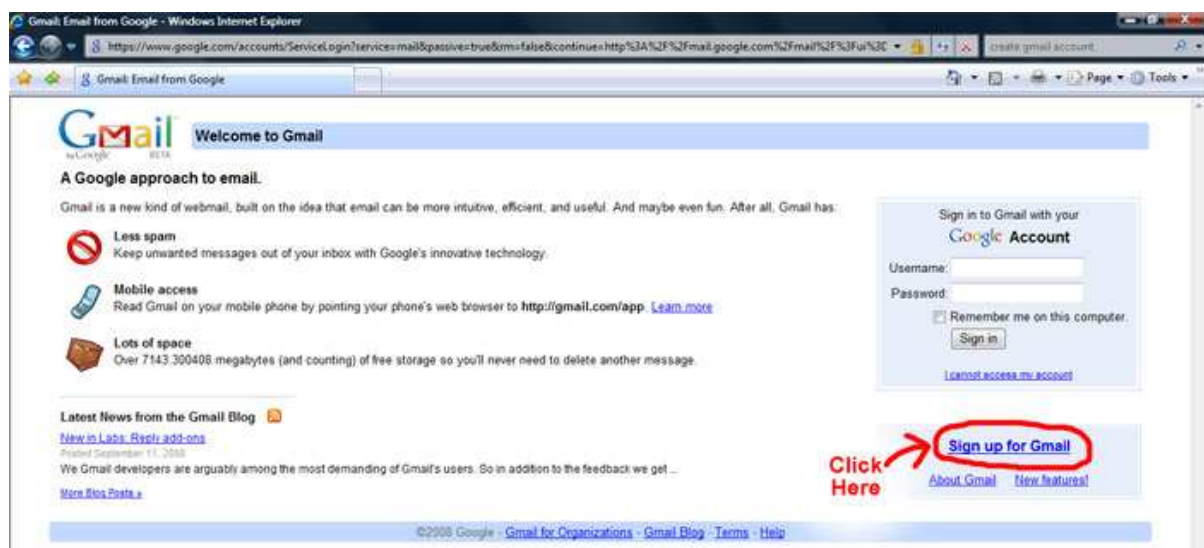 Gmail: Email from Google - Windows Internet Explorer
https://www.google.com/accounts/ServiceLogin?service=mail&passive=true&rm=false&continue=http%3A%2F%2Fmail.google.com%2Fmail%2F%3Fui%3D
create gmail account
Gmail: Email from Google
Page
Tools
Gmail
by Google BETA
Welcome to Gmail
A Google approach to email.
Gmail is a new kind of webmail, built on the idea that email can be more intuitive, efficient, and useful. And maybe even fun. After all, Gmail has:
Less spam
Keep unwanted messages out of your inbox with Google's innovative technology.
Mobile access
Read Gmail on your mobile phone by pointing your phone's web browser to http://gmail.com/app. Learn more
Lots of space
Over 7143.300408 megabytes (and counting) of free storage so you'll never need to delete another message.
Latest News from the Gmail Blog
New in Labs: Reply add-ons
Posted September 11, 2008
We Gmail developers are arguably among the most demanding of Gmail's users. So in addition to the feedback we get ...
More Blog Posts »
Sign in to Gmail with your
Google Account
Username:
Password:
Remember me on this computer.
Sign in
I cannot access my account
Sign up for Gmail
Click
Here
About Gmail New features!
©2008 Google - Gmail for Organizations - Gmail Blog - Terms - Help